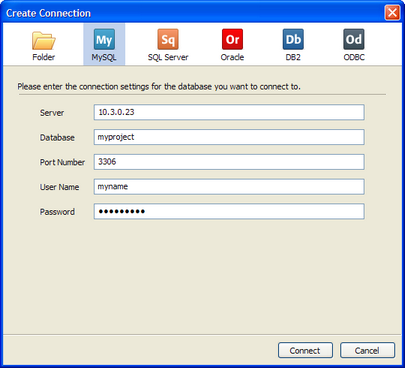 Create Connection
My Sq Or Db Od
Folder MySQL SQL Server Oracle DB2 ODBC
Please enter the connection settings for the database you want to connect to.
Server 10.3.0.23
Database myproject
Port Number 3306
User Name myname
Password ●●●●●●●●●
Connect Cancel